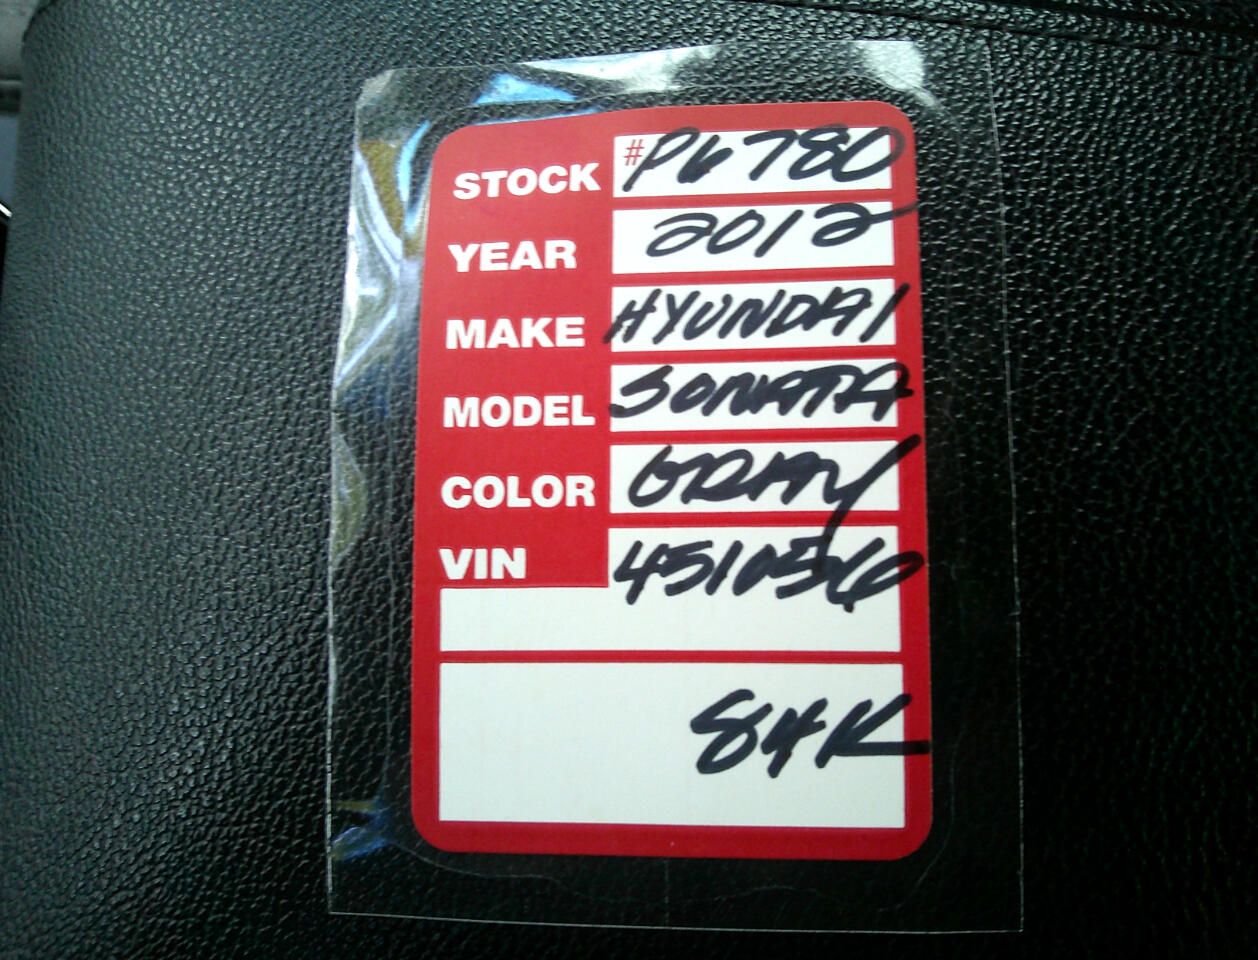 STOCK #P6780
YEAR 2012
MAKE HYUNDAI
MODEL SONATA
COLOR GRAY
VIN 451056
84K